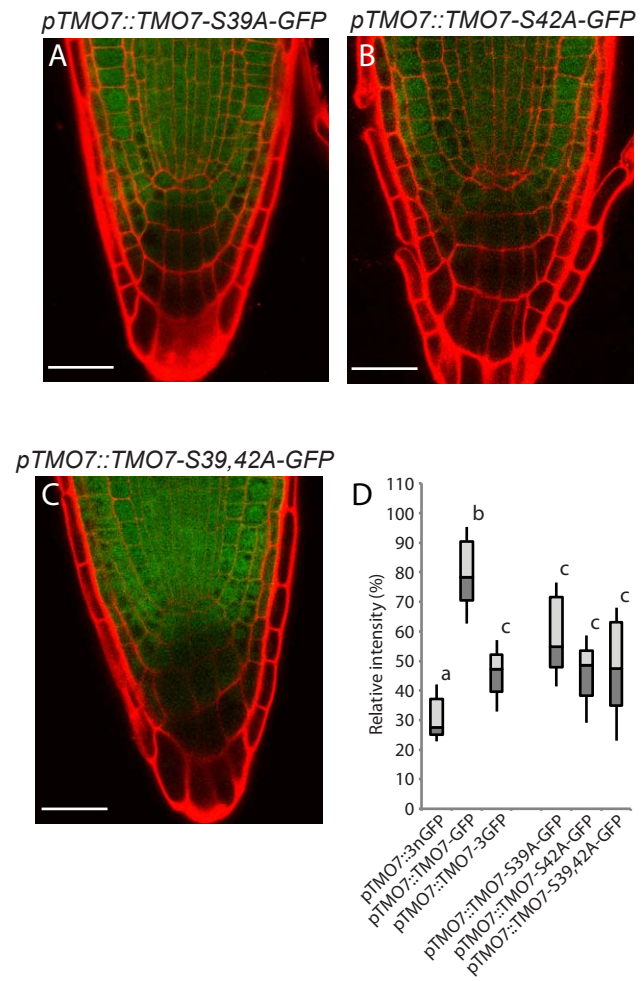 pTMO7::TMO7-S39A-GFP
pTMO7::TMO7-S42A-GFP
A
B
pTMO7::TMO7-S39,42A-GFP
C
D
Relative intensity (%)
110
100
90
80
70
60
50
40
30
20
10
0
a
b
c
c
c
c
pTMO7::3nGFP
pTMO7::TMO7-GFP
pTMO7::TMO7-3GFP
pTMO7::TMO7-S39A-GFP
pTMO7::TMO7-S42A-GFP
pTMO7::TMO7-S39,42A-GFP